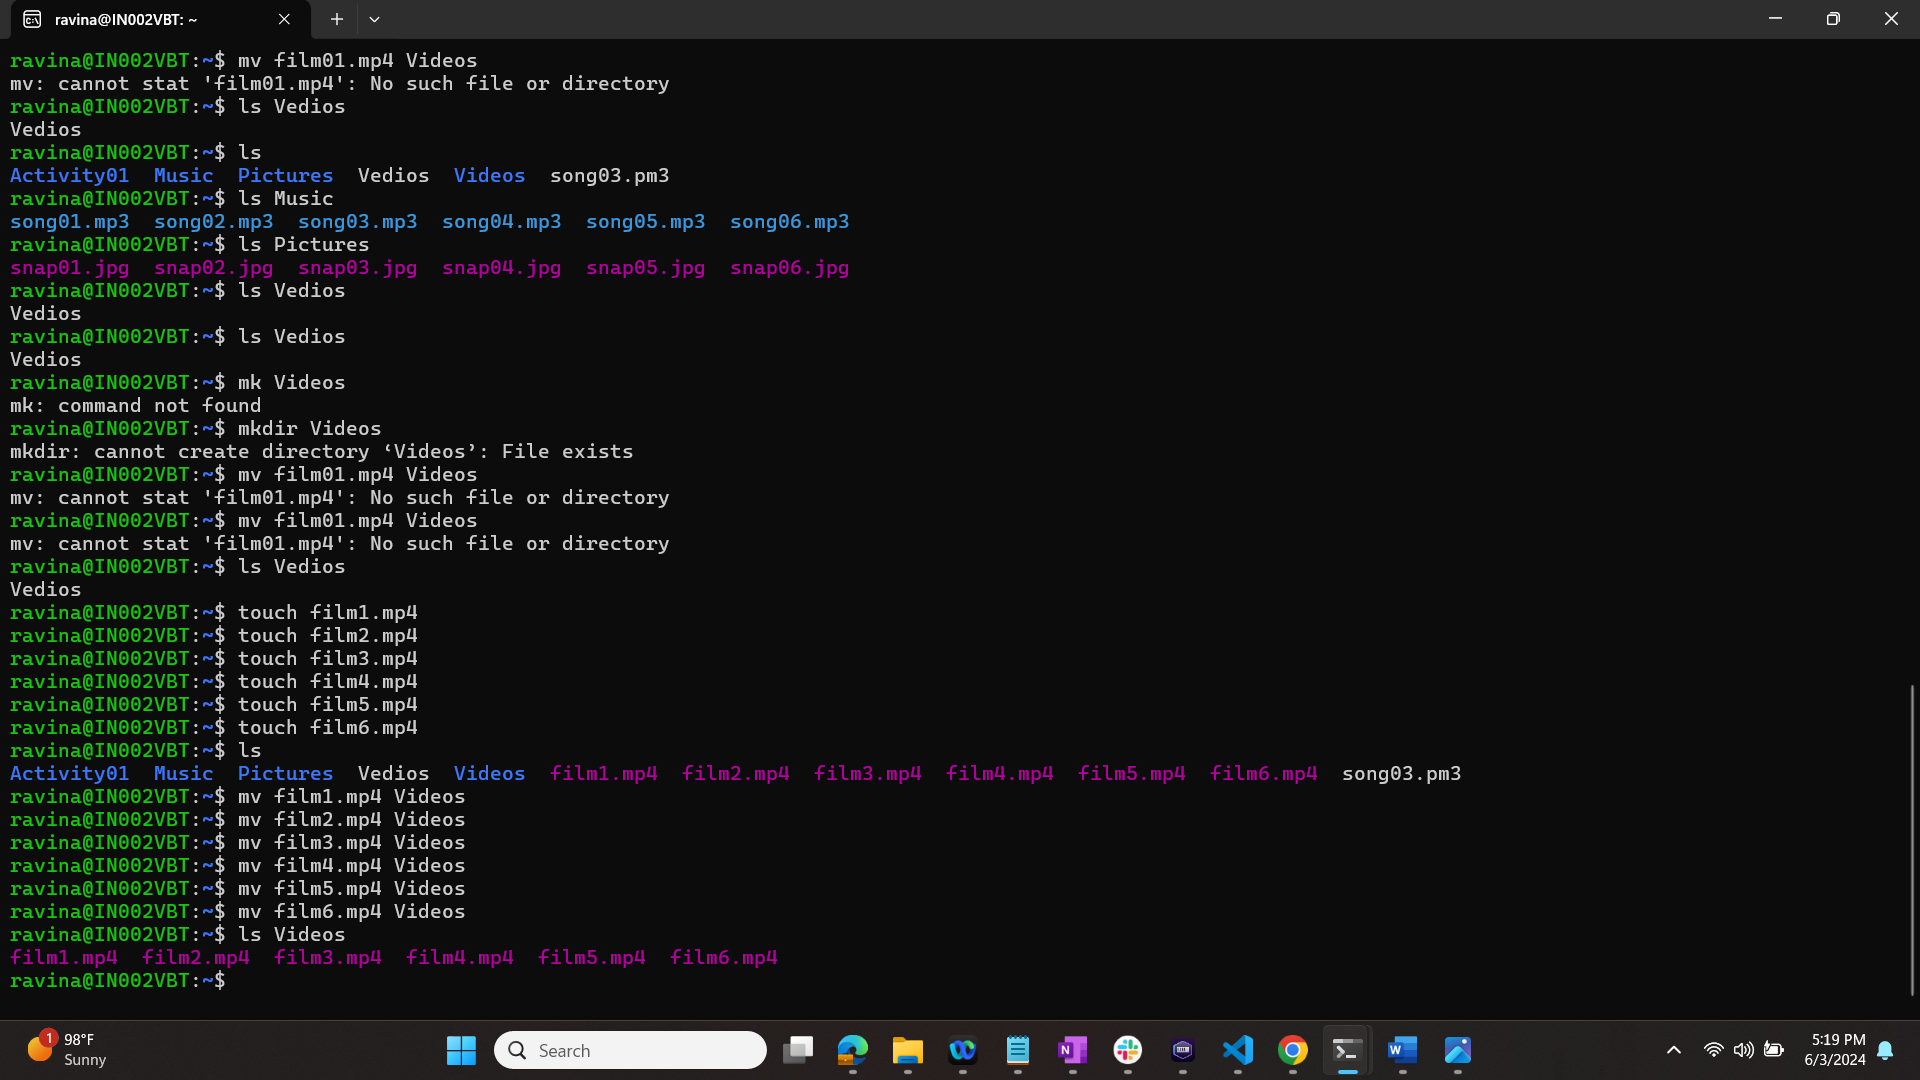 ravina@IN002VBT: ~
ravina@IN002VBT:~$ mv film01.mp4 Videos
mv: cannot stat 'film01.mp4': No such file or directory
ravina@IN002VBT:~$ ls Vedios
Vedios
ravina@IN002VBT:~$ ls
Activity01  Music  Pictures  Vedios  Videos  song03.pm3
ravina@IN002VBT:~$ ls Music
song01.mp3  song02.mp3  song03.mp3  song04.mp3  song05.mp3  song06.mp3
ravina@IN002VBT:~$ ls Pictures
snap01.jpg  snap02.jpg  snap03.jpg  snap04.jpg  snap05.jpg  snap06.jpg
ravina@IN002VBT:~$ ls Vedios
Vedios
ravina@IN002VBT:~$ ls Vedios
Vedios
ravina@IN002VBT:~$ mk Videos
mk: command not found
ravina@IN002VBT:~$ mkdir Videos
mkdir: cannot create directory ‘Videos’: File exists
ravina@IN002VBT:~$ mv film01.mp4 Videos
mv: cannot stat 'film01.mp4': No such file or directory
ravina@IN002VBT:~$ mv film01.mp4 Videos
mv: cannot stat 'film01.mp4': No such file or directory
ravina@IN002VBT:~$ ls Vedios
Vedios
ravina@IN002VBT:~$ touch film1.mp4
ravina@IN002VBT:~$ touch film2.mp4
ravina@IN002VBT:~$ touch film3.mp4
ravina@IN002VBT:~$ touch film4.mp4
ravina@IN002VBT:~$ touch film5.mp4
ravina@IN002VBT:~$ touch film6.mp4
ravina@IN002VBT:~$ ls
Activity01  Music  Pictures  Vedios  Videos  film1.mp4  film2.mp4  film3.mp4  film4.mp4  film5.mp4  film6.mp4  song03.pm3
ravina@IN002VBT:~$ mv film1.mp4 Videos
ravina@IN002VBT:~$ mv film2.mp4 Videos
ravina@IN002VBT:~$ mv film3.mp4 Videos
ravina@IN002VBT:~$ mv film4.mp4 Videos
ravina@IN002VBT:~$ mv film5.mp4 Videos
ravina@IN002VBT:~$ mv film6.mp4 Videos
ravina@IN002VBT:~$ ls Videos
film1.mp4  film2.mp4  film3.mp4  film4.mp4  film5.mp4  film6.mp4
ravina@IN002VBT:~$
1
98°F
Sunny
Search
5:19 PM
6/3/2024